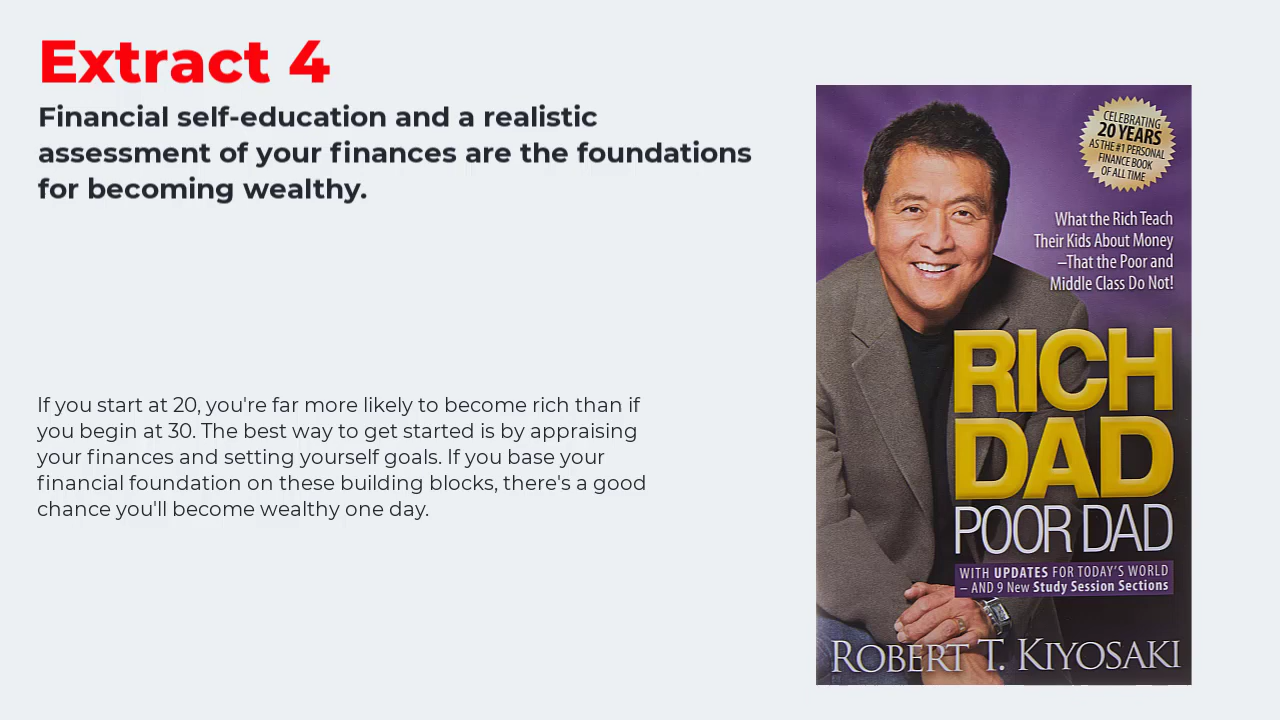 Extract 4
Financial self-education and a realistic
assessment of your finances are the foundations
for becoming wealthy.
If you start at 20, you're far more likely to become rich than if
you begin at 30. The best way to get started is by appraising
your finances and setting yourself goals. If you base your
financial foundation on these building blocks, there's a good
chance you'll become wealthy one day.
CELEBRATING
20 YEARS
AS THE #1 PERSONAL
FINANCE BOOK
OF ALL TIME
What the Rich Teach
Their Kids About Money
–That the Poor and
Middle Class Do Not!
RICH
DAD
POOR DAD
WITH UPDATES FOR TODAY'S WORLD
– AND 9 New Study Session Sections
ROBERT T. KIYOSAKI